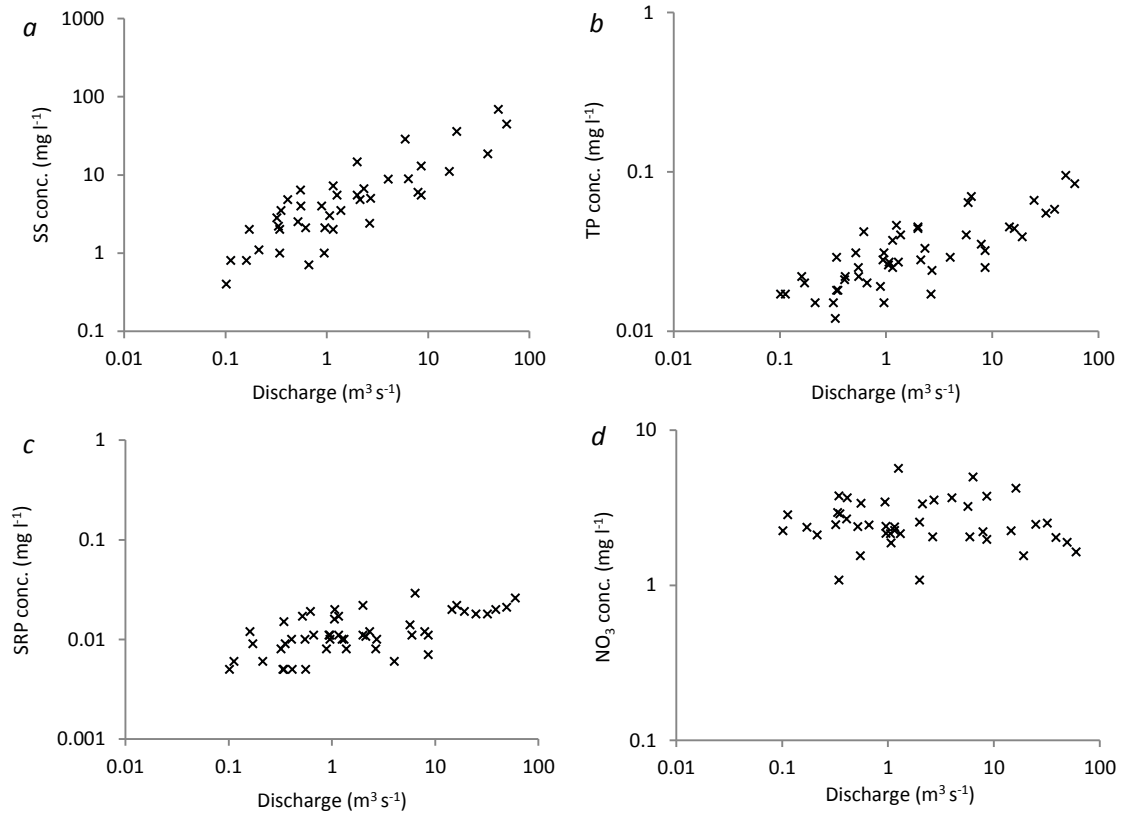 a
1000
100
10
1
0.1
SS conc. (mg l-1)
0.01 0.1 1 10 100
Discharge (m3 s-1)
b
1
0.1
0.01
TP conc. (mg l-1)
0.01 0.1 1 10 100
Discharge (m3 s-1)
c
1
0.1
0.01
0.001
SRP conc. (mg l-1)
0.01 0.1 1 10 100
Discharge (m3 s-1)
d
10
1
0.1
NO3 conc. (mg l-1)
0.01 0.1 1 10 100
Discharge (m3 s-1)